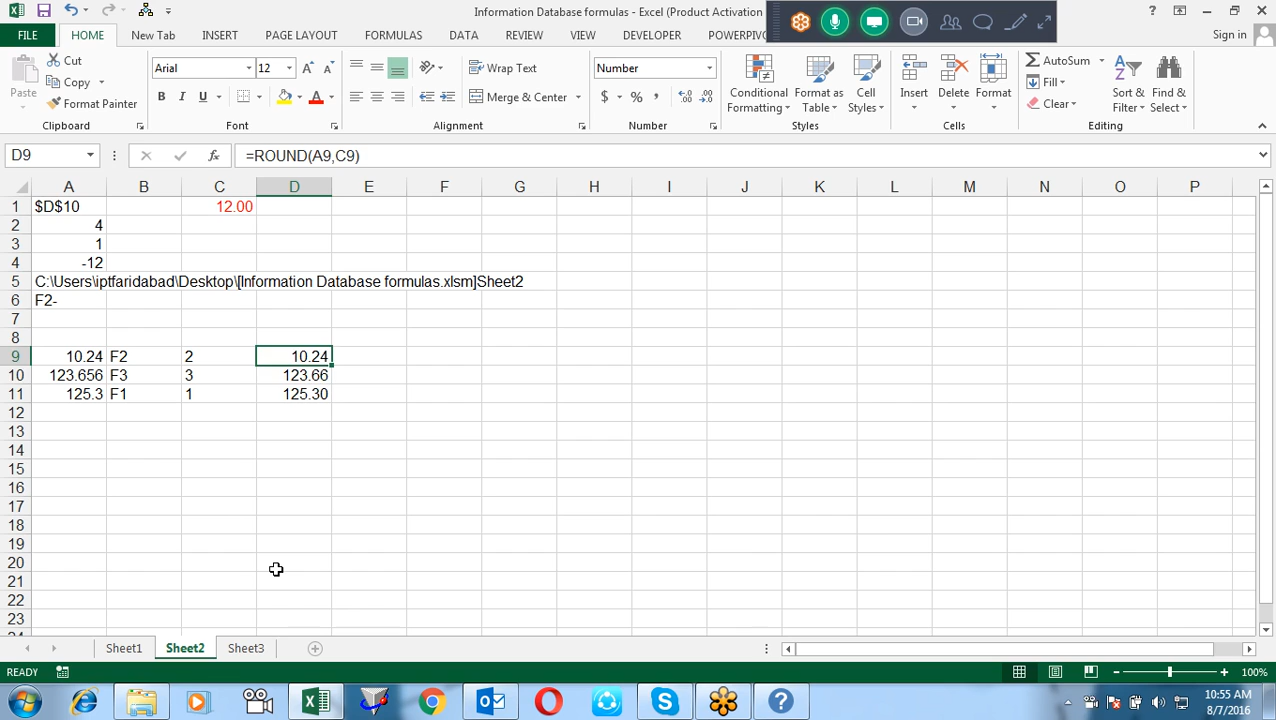 Information Database formulas - Excel (Product Activation
FILE
NEW TAB
INSERT
PAGE LAYOUT
FORMULAS
DATA
REVIEW
VIEW
DEVELOPER
POWERPIV
Sign in
Paste
Cut
Copy
Format Painter
Clipboard
Arial
12
B I U
Font
Wrap Text
Merge & Center
Alignment
Number
$ % ,
Number
Conditional Formatting
Format as Table
Cell Styles
Styles
Insert
Delete
Format
Cells
AutoSum
Fill
Clear
Sort & Filter
Find & Select
Editing
D9
fx
=ROUND(A9,C9)
A B C D E F G H I J K L M N O P
1 $D$10 12.00
2 4
3 1
4 -12
5 C:\Users\iptfaridabad\Desktop\[Information Database formulas.xlsm]Sheet2
6 F2-
7
8
9 10.24 F2 2 10.24
10 123.656 F3 3 123.66
11 125.3 F1 1 125.30
12
13
14
15
16
17
18
19
20
21
22
23
Sheet1
Sheet2
Sheet3
READY
100%
10:55 AM
8/7/2016